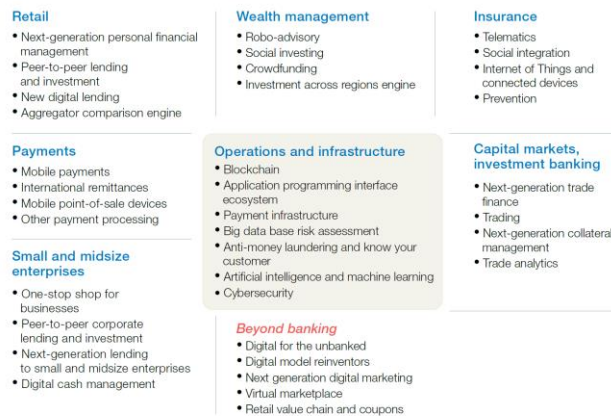 Retail
• Next-generation personal financial
management
• Peer-to-peer lending
and investment
• New digital lending
• Aggregator comparison engine
Wealth management
• Robo-advisory
• Social investing
• Crowdfunding
• Investment across regions engine
Insurance
• Telematics
• Social integration
• Internet of Things and
connected devices
• Prevention
Payments
• Mobile payments
• International remittances
• Mobile point-of-sale devices
• Other payment processing
Operations and infrastructure
• Blockchain
• Application programming interface
ecosystem
• Payment infrastructure
• Big data base risk assessment
• Anti-money laundering and know your
customer
• Artificial intelligence and machine learning
• Cybersecurity
Capital markets,
investment banking
• Next-generation trade
finance
• Trading
• Next-generation collateral
management
• Trade analytics
Small and midsize
enterprises
• One-stop shop for
businesses
• Peer-to-peer corporate
lending and investment
• Next-generation lending
to small and midsize enterprises
• Digital cash management
Beyond banking
• Digital for the unbanked
• Digital model reinventors
• Next generation digital marketing
• Virtual marketplace
• Retail value chain and coupons